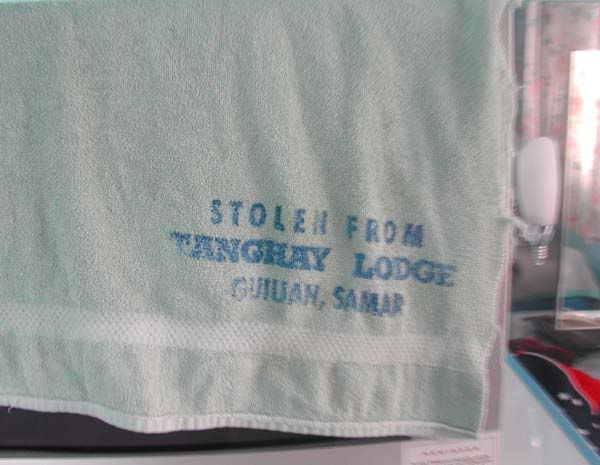 STOLEN FROM
TANGHAY LODGE
GUIUAN, SAMAR